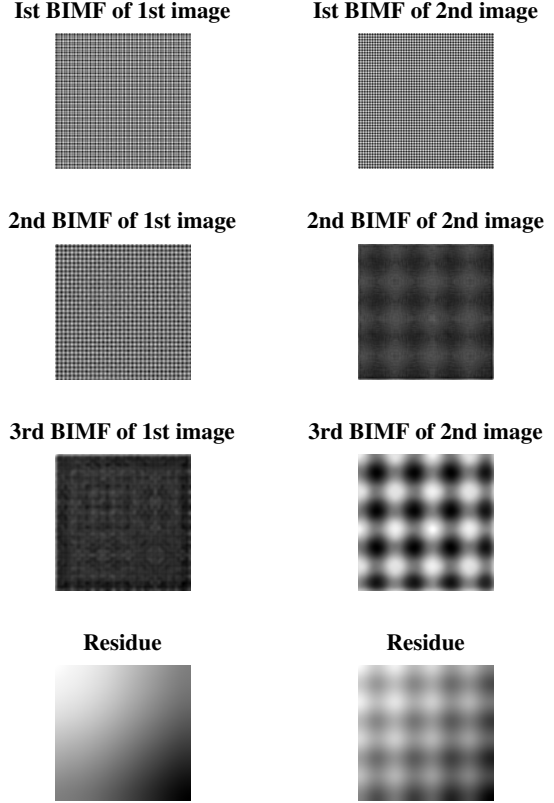 Ist BIMF of 1st image
Ist BIMF of 2nd image
2nd BIMF of 1st image
2nd BIMF of 2nd image
3rd BIMF of 1st image
3rd BIMF of 2nd image
Residue
Residue